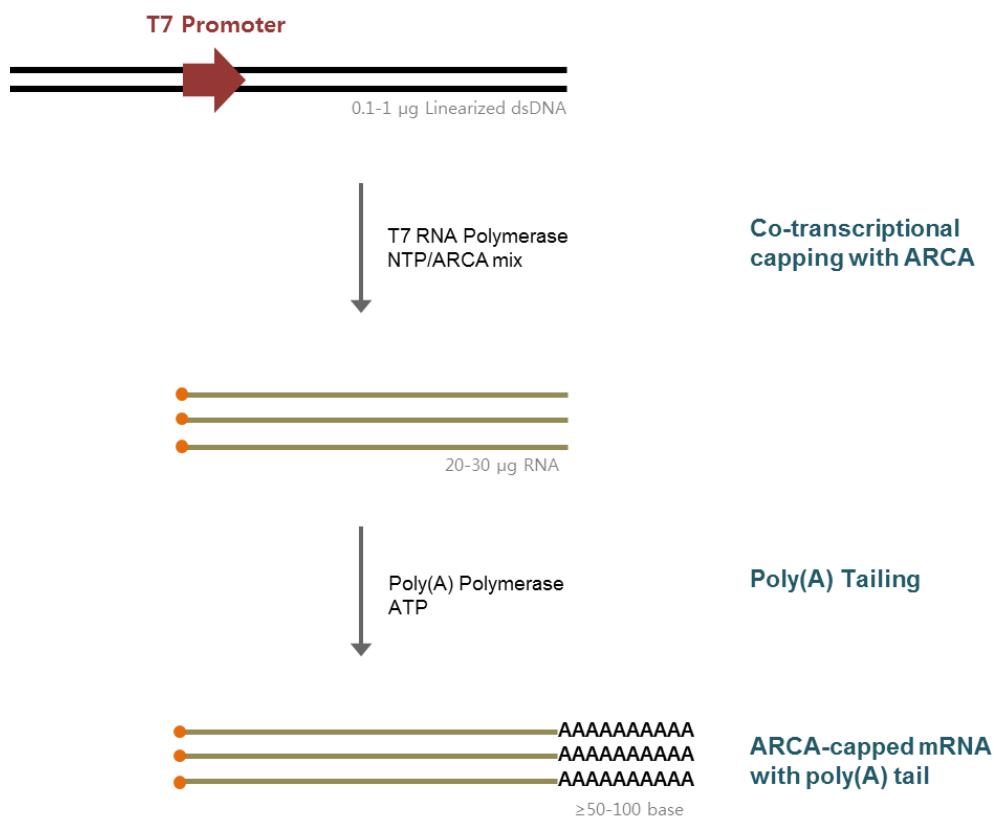 T7 Promoter
0.1-1 µg Linearized dsDNA
T7 RNA Polymerase
NTP/ARCA mix
Co-transcriptional
capping with ARCA
20-30 µg RNA
Poly(A) Polymerase
ATP
Poly(A) Tailing
AAAAAAAAAA
AAAAAAAAAA
AAAAAAAAAA
ARCA-capped mRNA
with poly(A) tail
≥50-100 base